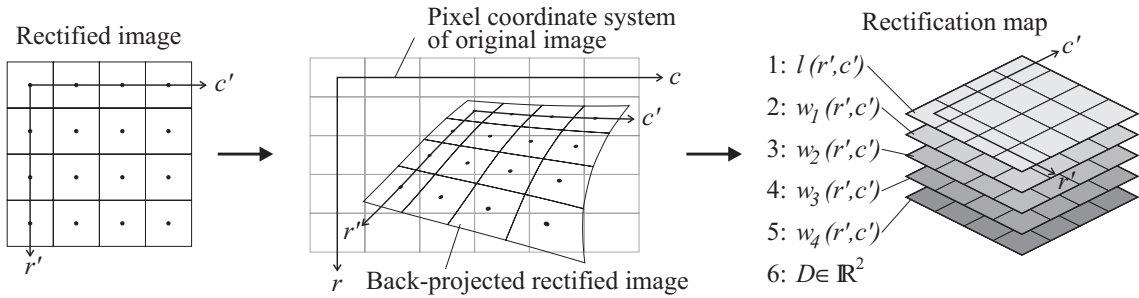 Rectified image
c'
r'
Pixel coordinate system
of original image
c
c'
r'
r
Back-projected rectified image
Rectification map
c'
r'
1: l (r',c')
2: w₁ (r',c')
3: w₂ (r',c')
4: w₃ (r',c')
5: w₄ (r',c')
6: D∈ ℝ²